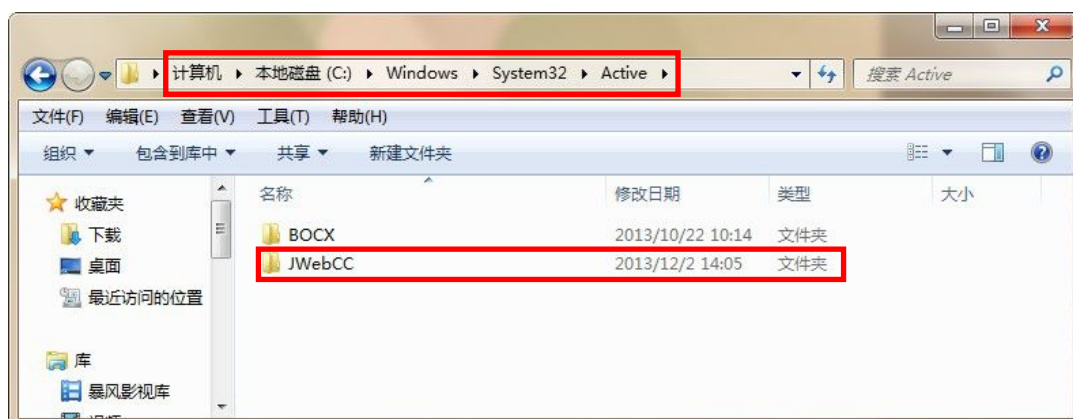 计算机 本地磁盘 (C:) Windows System32 Active 搜索 Active
文件(F) 编辑(E) 查看(V) 工具(T) 帮助(H)
组织 包含到库中 共享 新建文件夹
收藏夹
下载
桌面
最近访问的位置
库
暴风影视库
名称 修改日期 类型 大小
BOCX 2013/10/22 10:14 文件夹
JWebCC 2013/12/2 14:05 文件夹